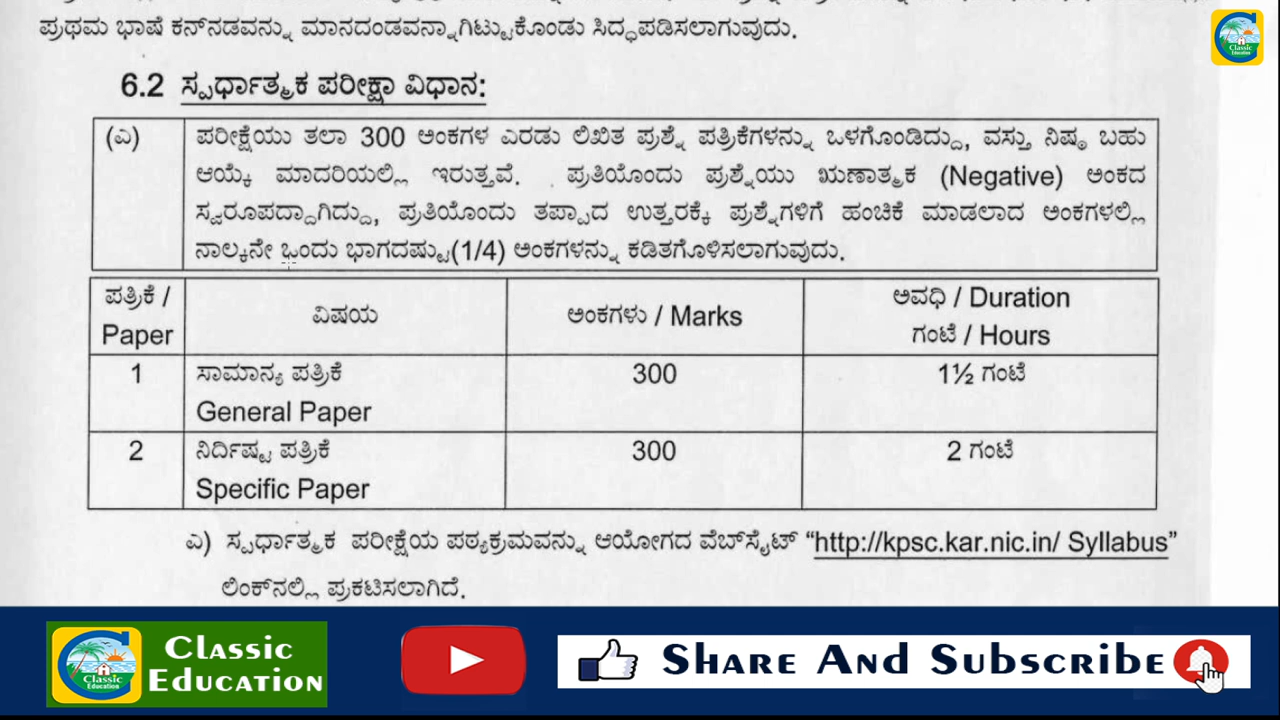 ಪ್ರಥಮ ಭಾಷೆ ಕನ್‌ನಡವನ್ನು ಮಾನದಂಡವನ್ನಾಗಿಟ್ಟುಕೊಂಡು ಸಿದ್ಧಪಡಿಸಲಾಗುವುದು.
Classic
Education
6.2 ಸ್ಪರ್ಧಾತ್ಮಕ ಪರೀಕ್ಷಾ ವಿಧಾನ:
(ಎ) ಪರೀಕ್ಷೆಯು ತಲಾ 300 ಅಂಕಗಳ ಎರಡು ಲಿಖಿತ ಪ್ರಶ್ನೆ ಪತ್ರಿಕೆಗಳನ್ನು ಒಳಗೊಂಡಿದ್ದು, ವಸ್ತು ನಿಷ್ಠ ಬಹು
ಆಯ್ಕೆ ಮಾದರಿಯಲ್ಲಿ ಇರುತ್ತವೆ. ಪ್ರತಿಯೊಂದು ಪ್ರಶ್ನೆಯು ಋಣಾತ್ಮಕ (Negative) ಅಂಕದ
ಸ್ವರೂಪದ್ದಾಗಿದ್ದು, ಪ್ರತಿಯೊಂದು ತಪ್ಪಾದ ಉತ್ತರಕ್ಕೆ ಪ್ರಶ್ನೆಗಳಿಗೆ ಹಂಚಿಕೆ ಮಾಡಲಾದ ಅಂಕಗಳಲ್ಲಿ
ನಾಲ್ಕನೇ ಒಂದು ಭಾಗದಷ್ಟು(1/4) ಅಂಕಗಳನ್ನು ಕಡಿತಗೊಳಿಸಲಾಗುವುದು.
ಪತ್ರಿಕೆ / Paper ವಿಷಯ ಅಂಕಗಳು / Marks ಅವಧಿ / Duration
ಗಂಟೆ / Hours
1 ಸಾಮಾನ್ಯ ಪತ್ರಿಕೆ 300 1½ ಗಂಟೆ
General Paper
2 ನಿರ್ದಿಷ್ಟ ಪತ್ರಿಕೆ 300 2 ಗಂಟೆ
Specific Paper
ಎ) ಸ್ಪರ್ಧಾತ್ಮಕ ಪರೀಕ್ಷೆಯ ಪಠ್ಯಕ್ರಮವನ್ನು ಆಯೋಗದ ವೆಬ್‌ಸೈಟ್ “http://kpsc.kar.nic.in/ Syllabus”
ಲಿಂಕ್‌ನಲ್ಲಿ ಪ್ರಕಟಿಸಲಾಗಿದೆ.
Classic
Education
Classic
Education
Share And Subscribe